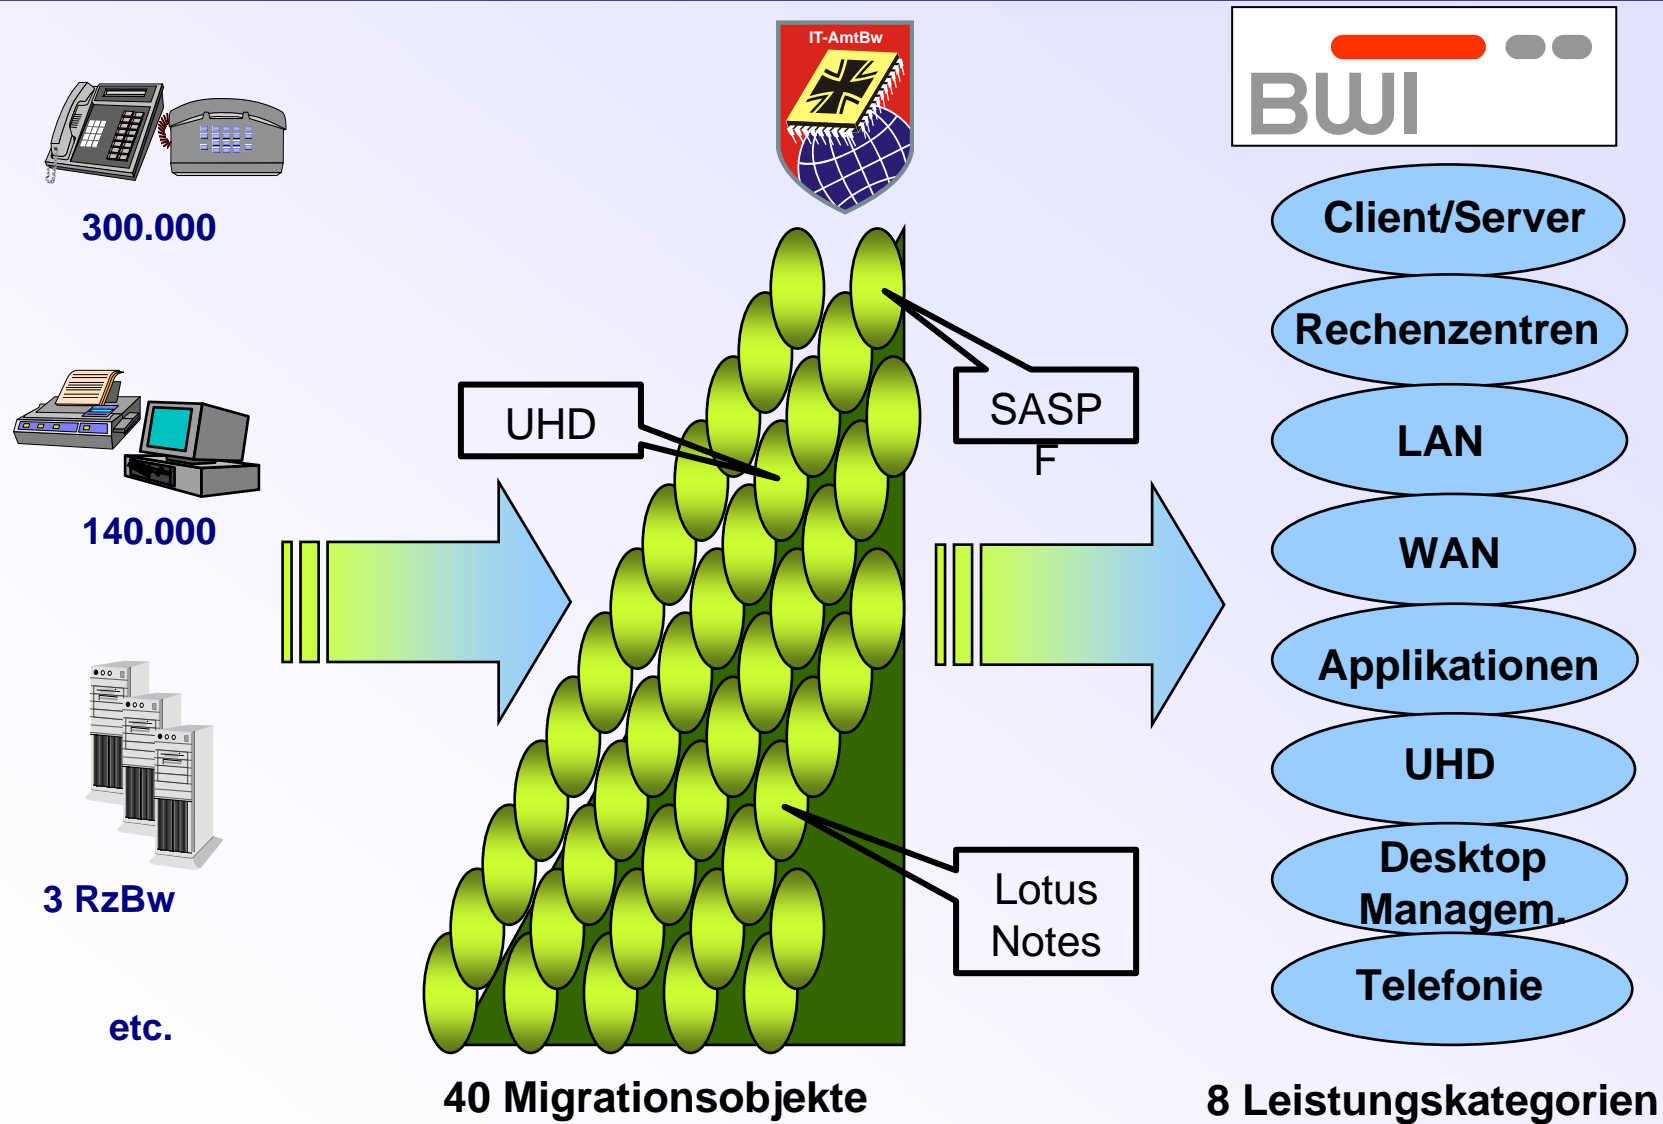 IT-AmtBw
BWI
300.000
140.000
3 RzBw
etc.
UHD
SASP
F
Lotus
Notes
40 Migrationsobjekte
Client/Server
Rechenzentren
LAN
WAN
Applikationen
UHD
Desktop
Managem.
Telefonie
8 Leistungskategorien